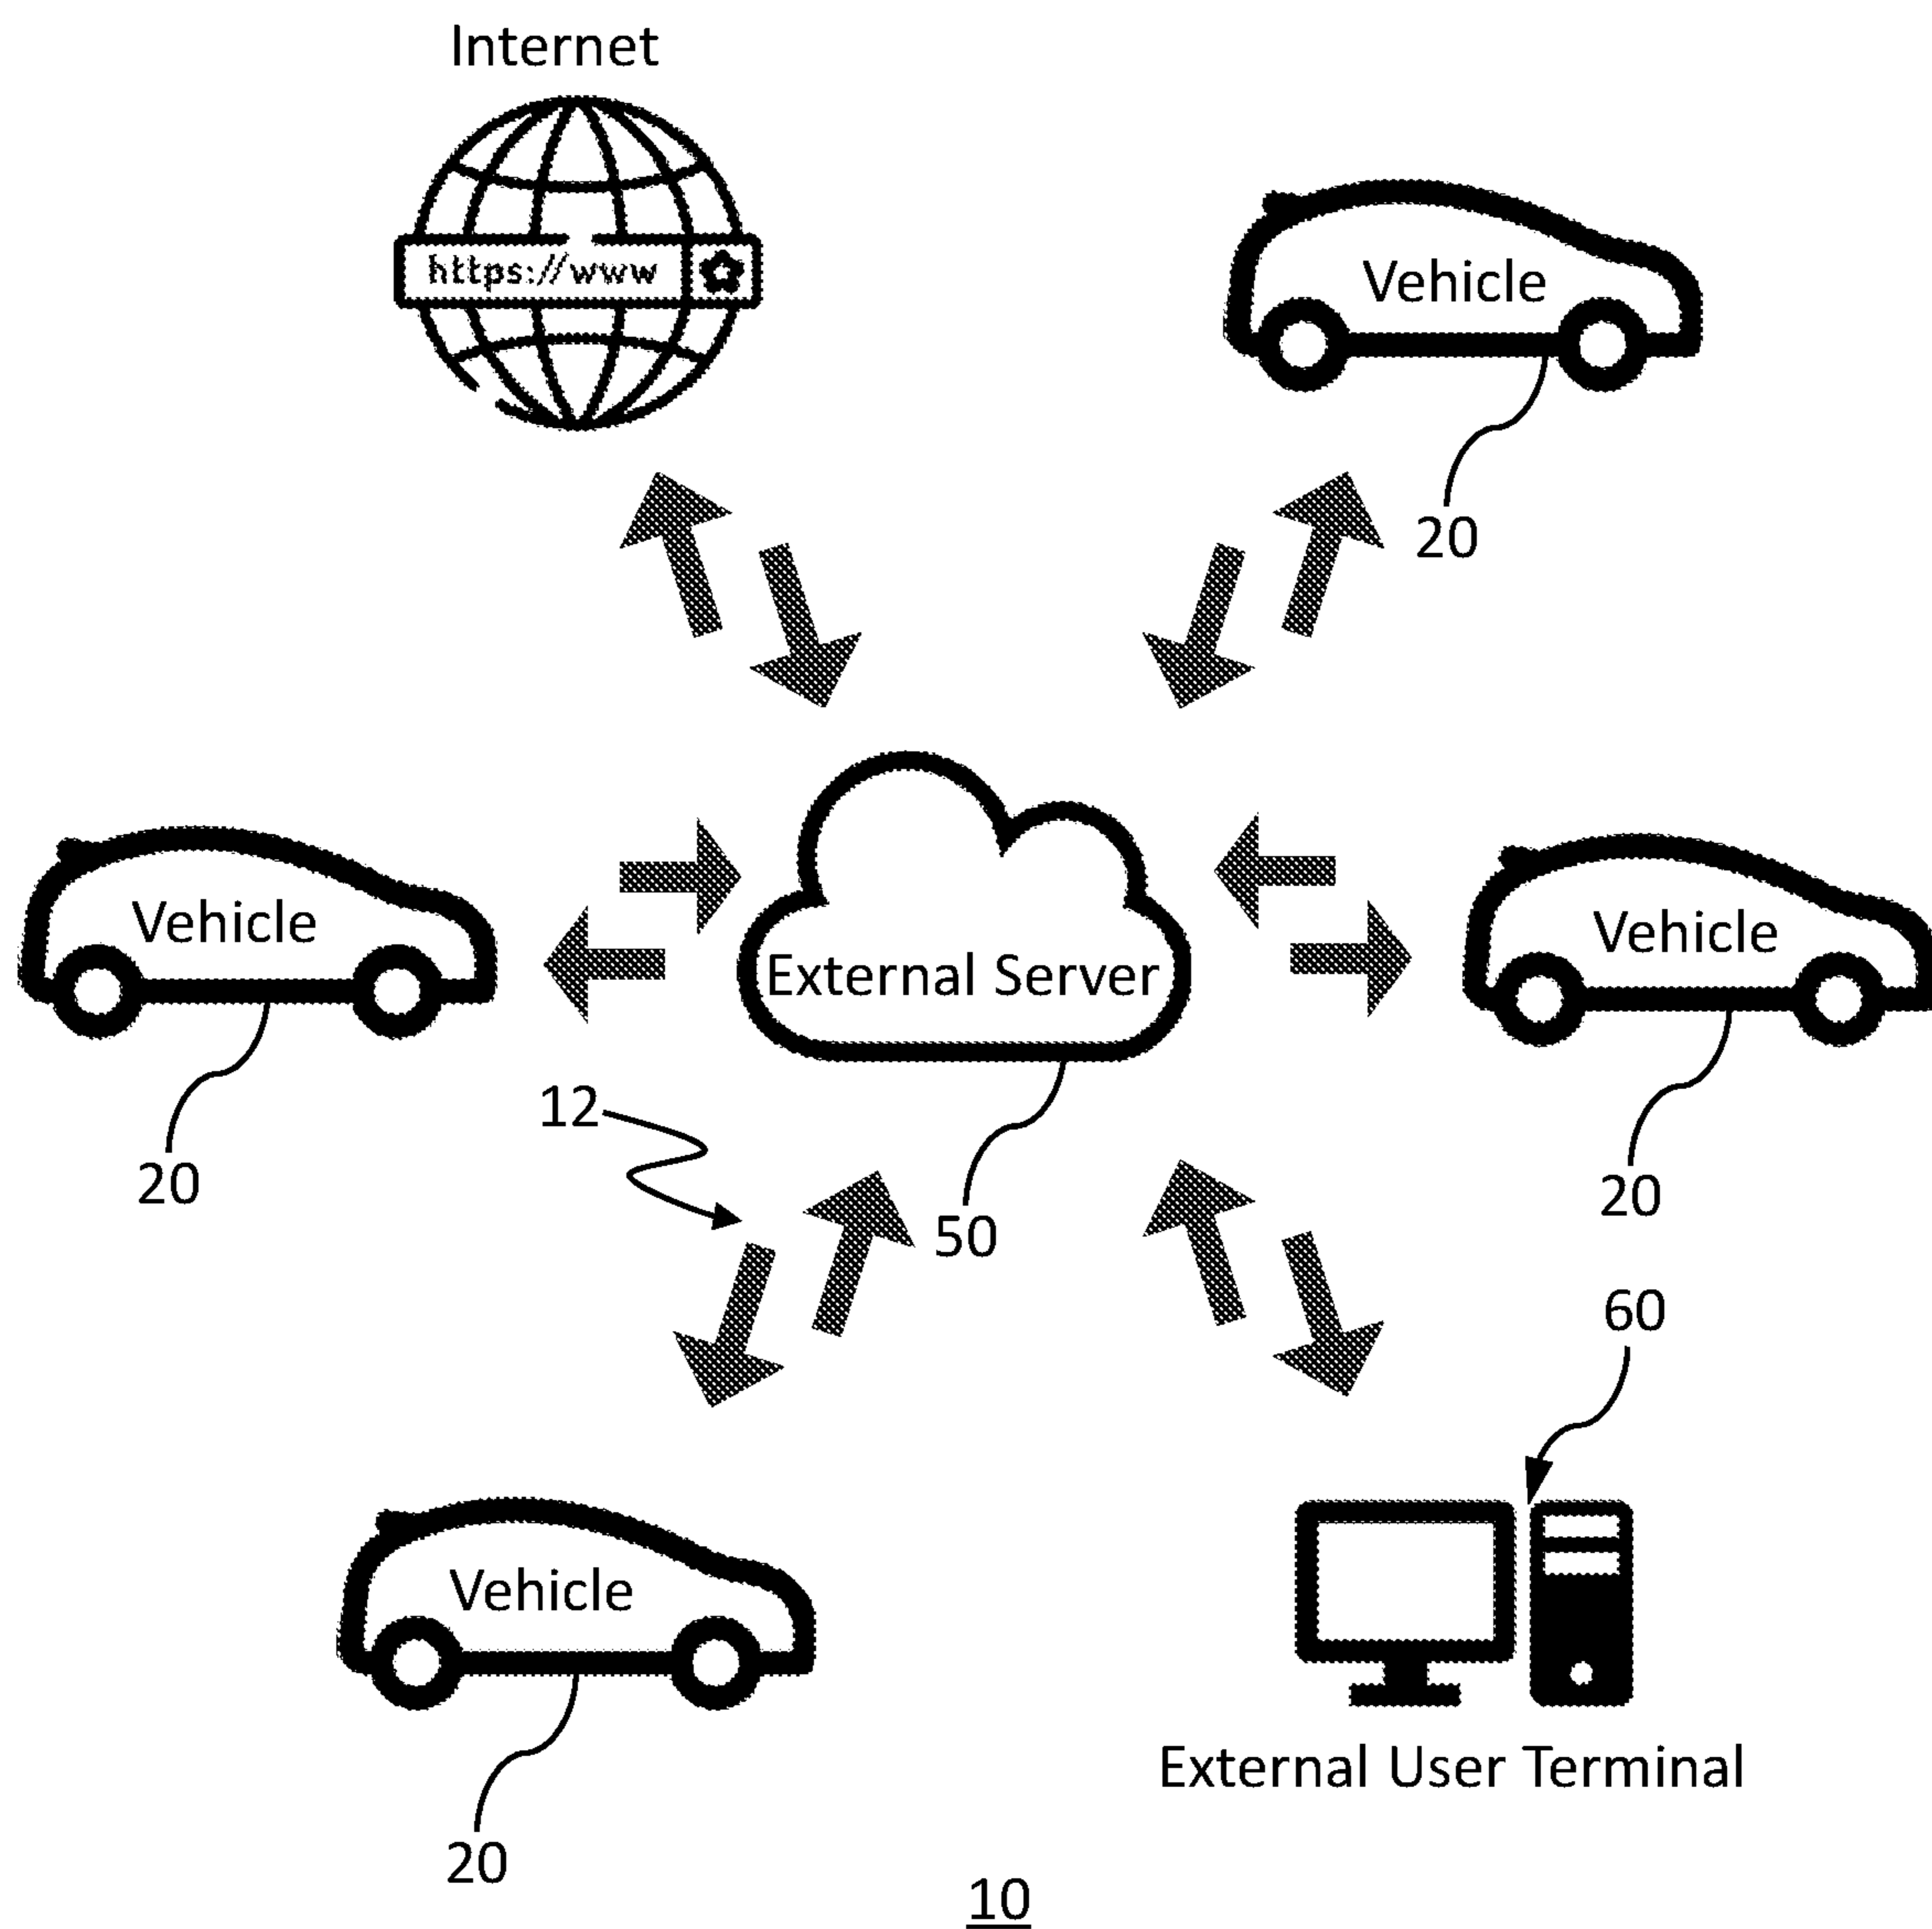 Internet
https://www
Vehicle
20
Vehicle
20
External Server
50
Vehicle
20
12
60
Vehicle
20
External User Terminal
10